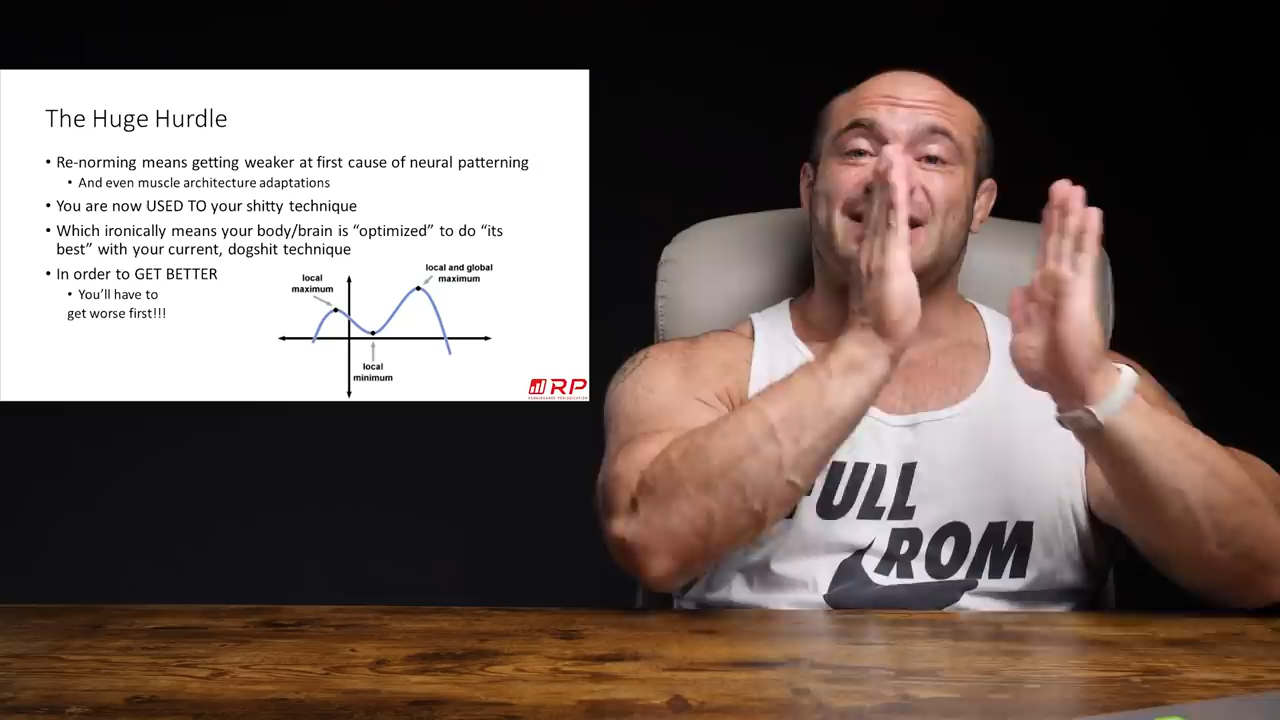 The Huge Hurdle
• Re-norming means getting weaker at first cause of neural patterning
• And even muscle architecture adaptations
• You are now USED TO your shitty technique
• Which ironically means your body/brain is “optimized” to do “its
best” with your current, dogshit technique
• In order to GET BETTER
• You’ll have to
get worse first!!!
local
maximum
local and global
maximum
local
minimum
RP
RENAISSANCE PERIODIZATION
FULL
ROM